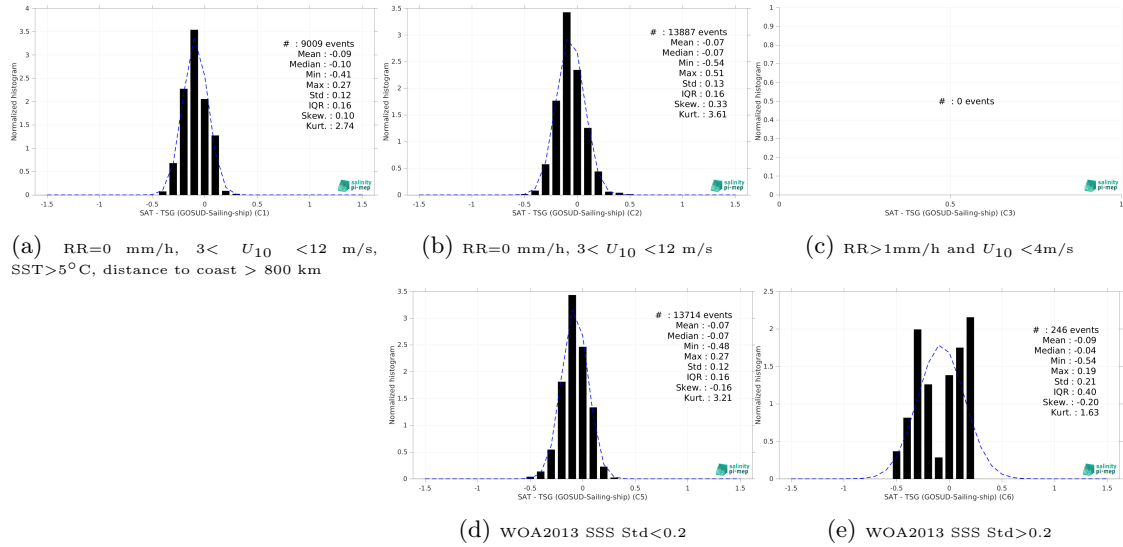 4
3.5
3
2.5
2
1.5
1
0.5
0
Normalized histogram
# : 9009 events
Mean : -0.09
Median : -0.10
Min : -0.41
Max : 0.27
Std : 0.12
IQR : 0.16
Skew. : 0.10
Kurt. : 2.74
salinity
pi-mep
-1.5 -1 -0.5 0 0.5 1 1.5
SAT - TSG (GOSUD-Sailing-ship) (C1)
(a) RR=0 mm/h, 3< U10 <12 m/s,
SST>5°C, distance to coast > 800 km
3.5
3
2.5
2
1.5
1
0.5
0
Normalized histogram
# : 13887 events
Mean : -0.07
Median : -0.07
Min : -0.54
Max : 0.51
Std : 0.13
IQR : 0.16
Skew. : 0.33
Kurt. : 3.61
salinity
pi-mep
-1.5 -1 -0.5 0 0.5 1 1.5
SAT - TSG (GOSUD-Sailing-ship) (C2)
(b) RR=0 mm/h, 3< U10 <12 m/s
1
0.9
0.8
0.7
0.6
0.5
0.4
0.3
0.2
0.1
0
Normalized histogram
# : 0 events
salinity
pi-mep
0 0.5 1
SAT - TSG (GOSUD-Sailing-ship) (C3)
(c) RR>1mm/h and U10 <4m/s
3.5
3
2.5
2
1.5
1
0.5
0
Normalized histogram
# : 13714 events
Mean : -0.07
Median : -0.07
Min : -0.48
Max : 0.27
Std : 0.12
IQR : 0.16
Skew. : -0.16
Kurt. : 3.21
salinity
pi-mep
-1.5 -1 -0.5 0 0.5 1 1.5
SAT - TSG (GOSUD-Sailing-ship) (C5)
(d) WOA2013 SSS Std<0.2
2.5
2
1.5
1
0.5
0
Normalized histogram
# : 246 events
Mean : -0.09
Median : -0.04
Min : -0.54
Max : 0.19
Std : 0.21
IQR : 0.40
Skew. : -0.20
Kurt. : 1.63
salinity
pi-mep
-1.5 -1 -0.5 0 0.5 1 1.5
SAT - TSG (GOSUD-Sailing-ship) (C6)
(e) WOA2013 SSS Std>0.2